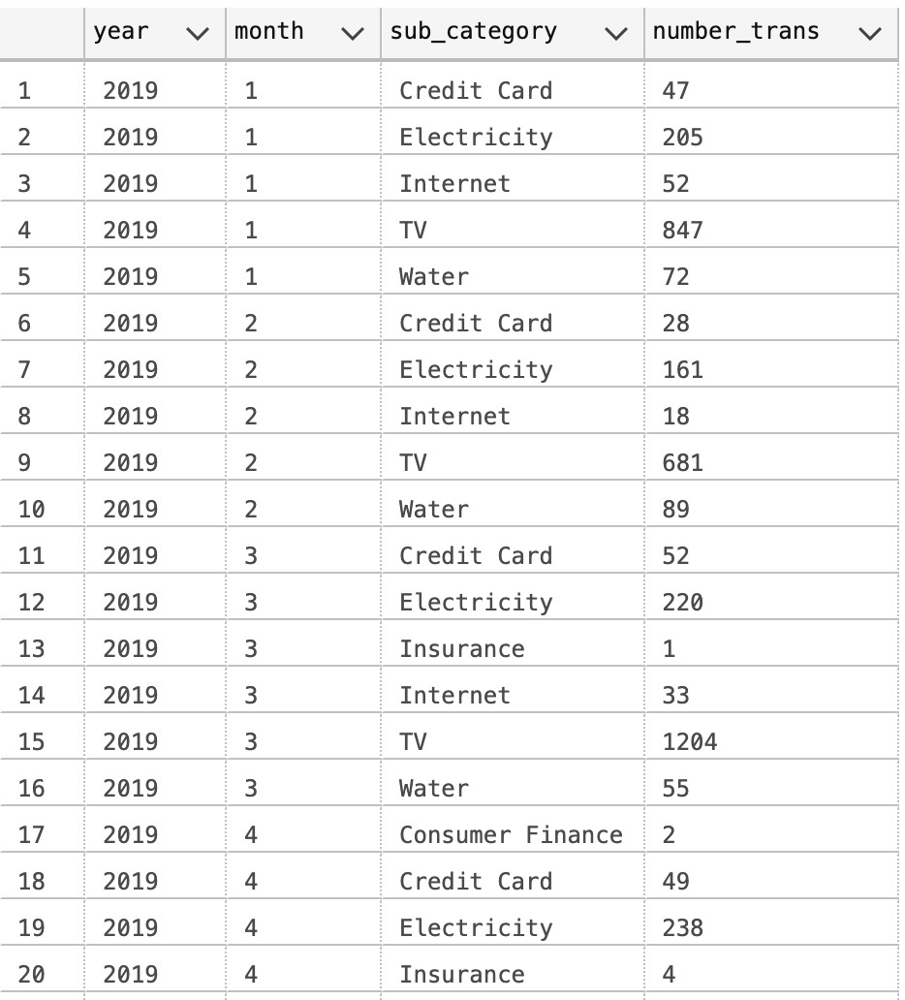 year month sub_category number_trans
1 2019 1 Credit Card 47
2 2019 1 Electricity 205
3 2019 1 Internet 52
4 2019 1 TV 847
5 2019 1 Water 72
6 2019 2 Credit Card 28
7 2019 2 Electricity 161
8 2019 2 Internet 18
9 2019 2 TV 681
10 2019 2 Water 89
11 2019 3 Credit Card 52
12 2019 3 Electricity 220
13 2019 3 Insurance 1
14 2019 3 Internet 33
15 2019 3 TV 1204
16 2019 3 Water 55
17 2019 4 Consumer Finance 2
18 2019 4 Credit Card 49
19 2019 4 Electricity 238
20 2019 4 Insurance 4